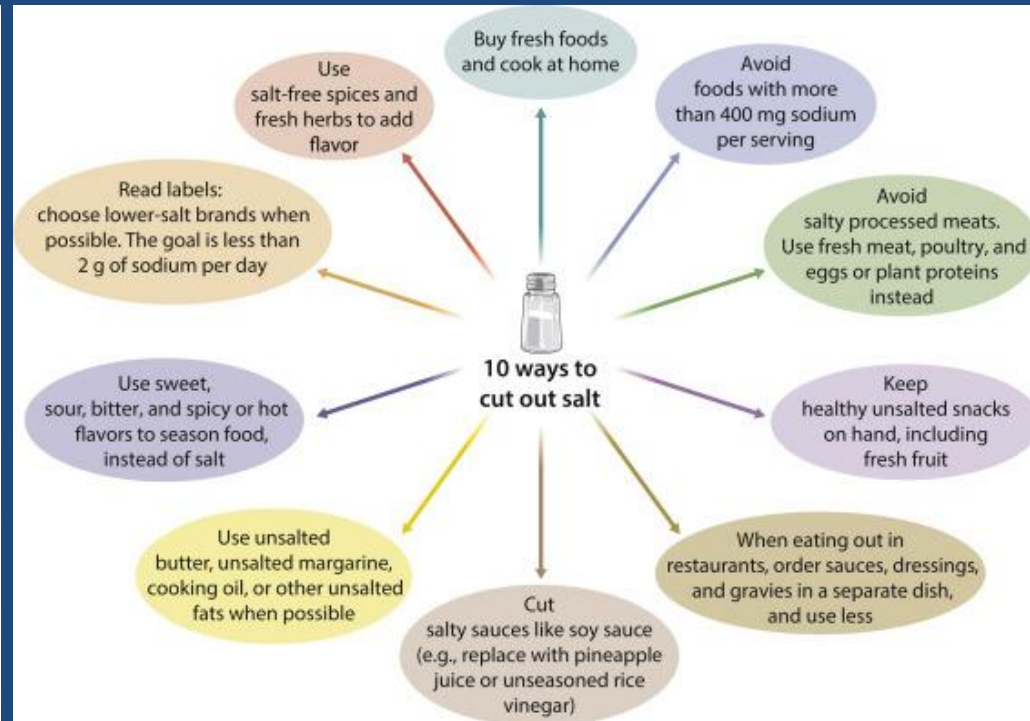 Buy fresh foods
and cook at home
Avoid
foods with more
than 400 mg sodium
per serving
Avoid
salty processed meats.
Use fresh meat, poultry, and
eggs or plant proteins
instead
Keep
healthy unsalted snacks
on hand, including
fresh fruit
When eating out in
restaurants, order sauces, dressings,
and gravies in a separate dish,
and use less
Cut
salty sauces like soy sauce
(e.g., replace with pineapple
juice or unseasoned rice
vinegar)
Use unsalted
butter, unsalted margarine,
cooking oil, or other unsalted
fats when possible
Use sweet,
sour, bitter, and spicy or hot
flavors to season food,
instead of salt
Read labels:
choose lower-salt brands when
possible. The goal is less than
2 g of sodium per day
Use
salt-free spices and
fresh herbs to add
flavor
10 ways to
cut out salt